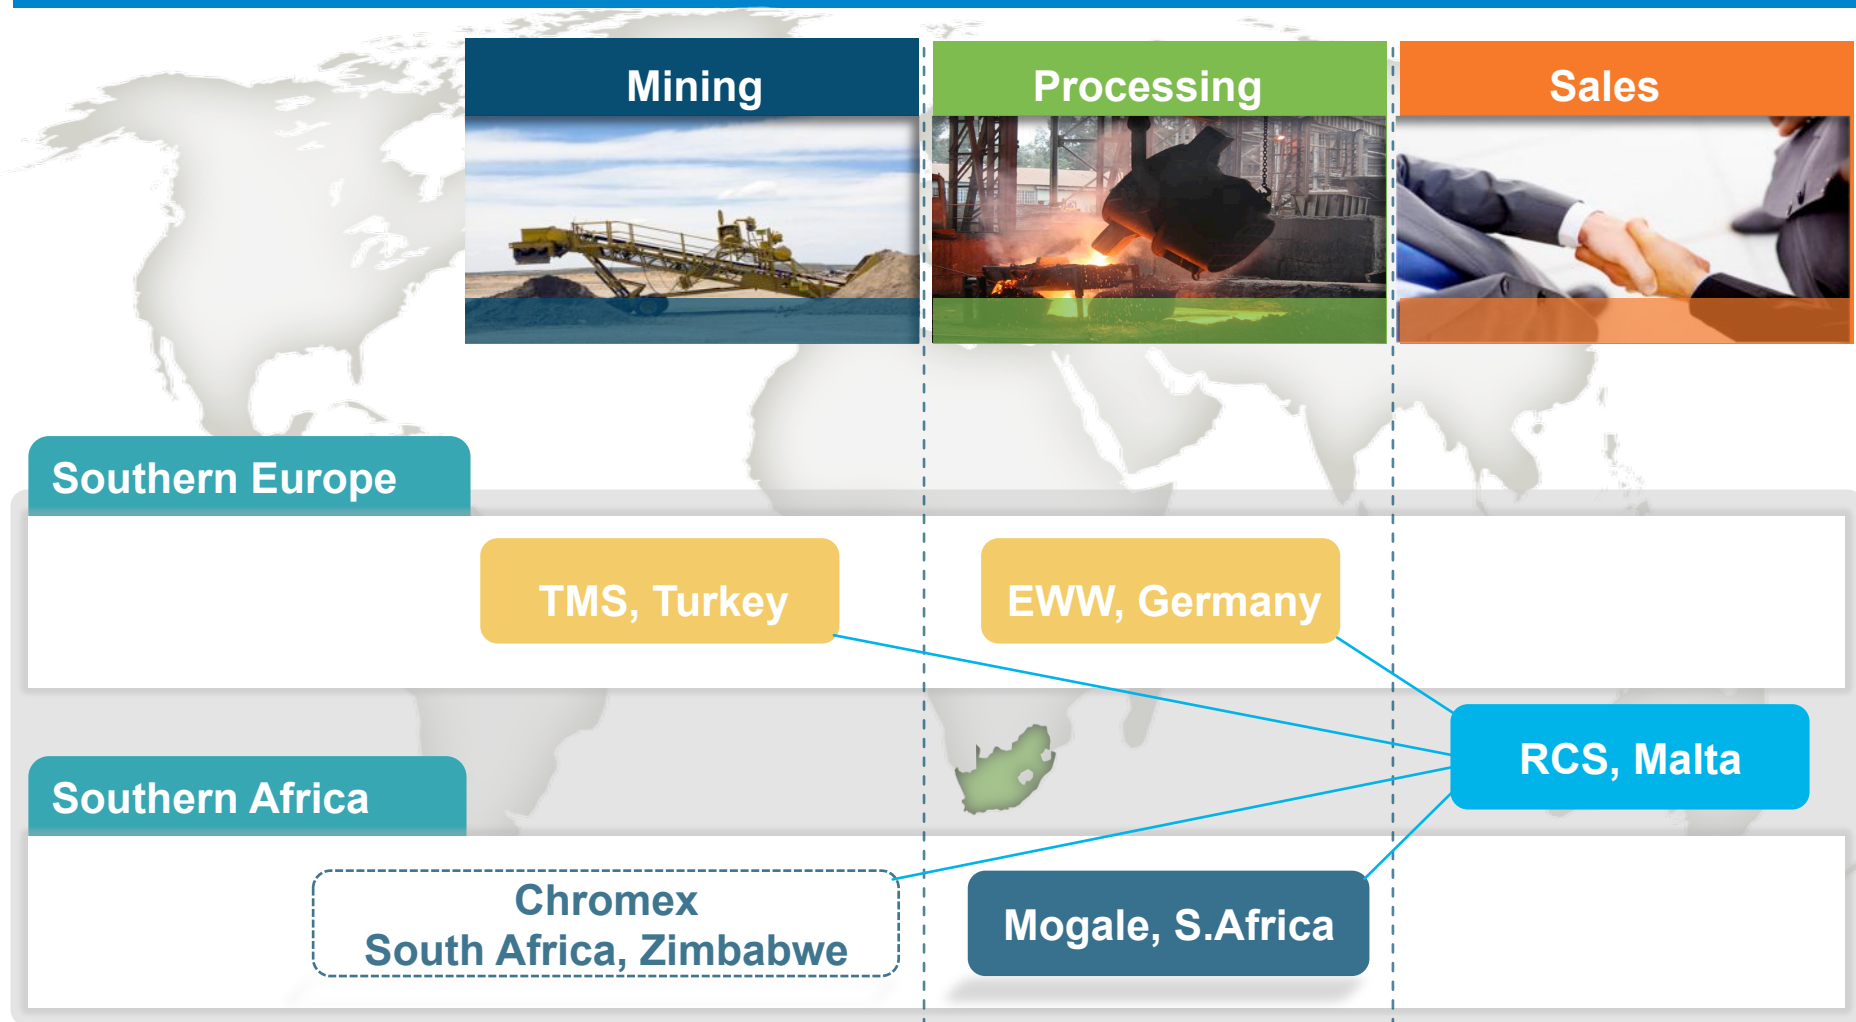 Mining
Processing
Sales
Southern Europe
TMS, Turkey
EWW, Germany
RCS, Malta
Southern Africa
Chromex
South Africa, Zimbabwe
Mogale, S.Africa